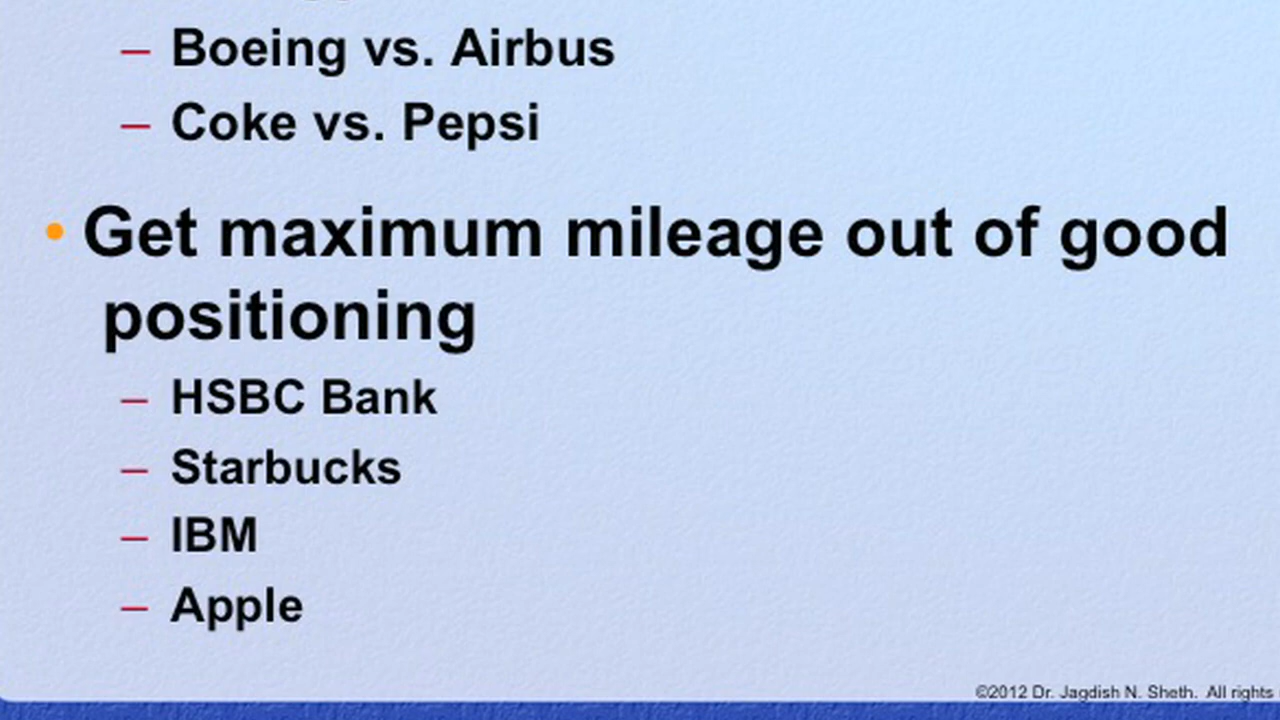 – Boeing vs. Airbus
– Coke vs. Pepsi
• Get maximum mileage out of good
positioning
– HSBC Bank
– Starbucks
– IBM
– Apple
©2012 Dr. Jagdish N. Sheth. All rights